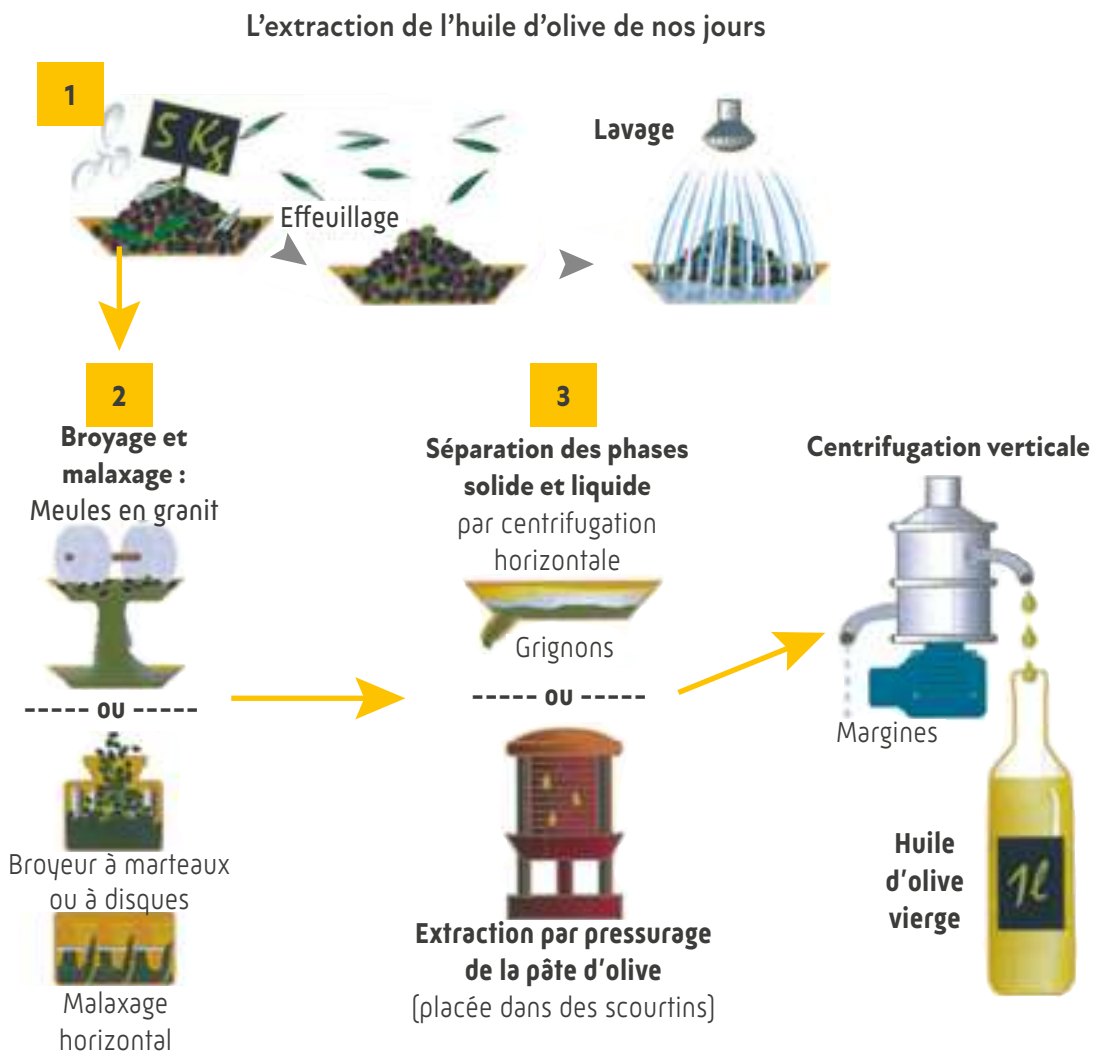 L'extraction de l'huile d'olive de nos jours
1
5 Kg
Effeuillage
Lavage
2
Broyage et
malaxage :
Meules en granit
----- ou -----
Broyeur à marteaux
ou à disques
Malaxage
horizontal
3
Séparation des phases
solide et liquide
par centrifugation
horizontale
Grignons
----- ou -----
Extraction par pressurage
de la pâte d'olive
(placée dans des scourtins)
Centrifugation verticale
Margines
Huile
d'olive
vierge
1l